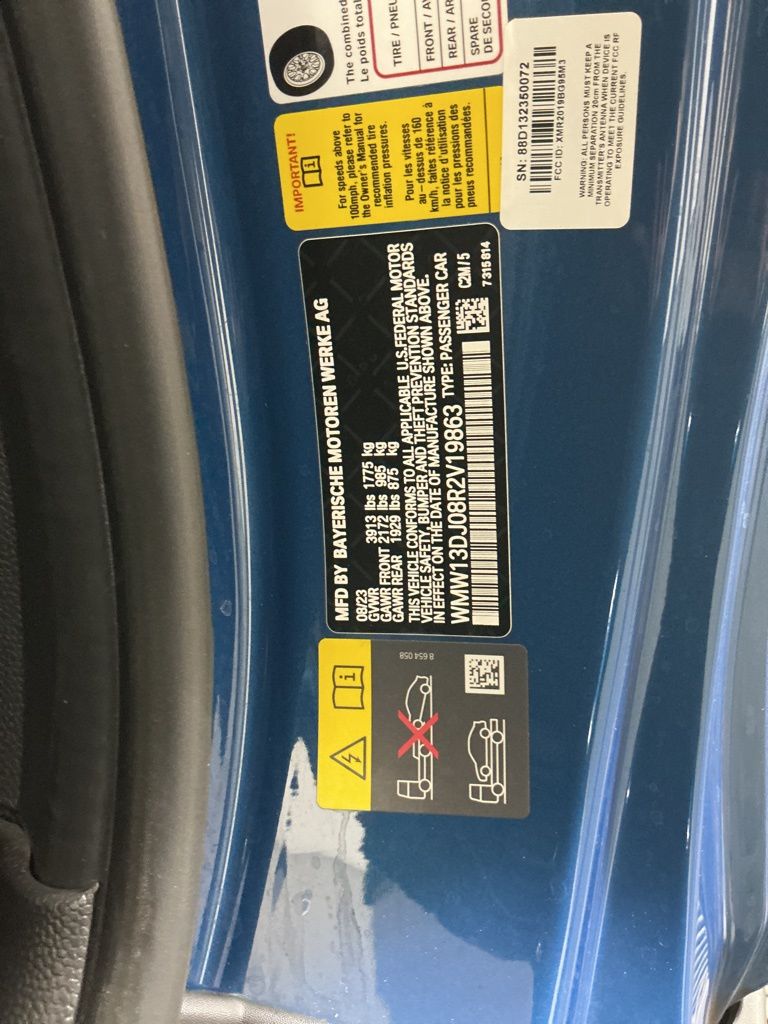 The combined
Le poids total
TIRE / PNEU
FRONT / AV
REAR / AR
SPARE
DE SECOU
IMPORTANT!
For speeds above
100mph, please refer to
the Owner's Manual for
recommended tire
inflation pressures.
Pour les vitesses
au-dessus de 160
km/h, faites référence à
la notice d'utilisation
pour les pressions des
pneus recommandées.
SN: 88D132350072
FCC ID: XMR2019BG95M3
WARNING: ALL PERSONS MUST KEEP A
MINIMUM SEPARATION 20cm FROM THE
TRANSMITTER'S ANTENNA WHEN DEVICE IS
OPERATING TO MEET THE CURRENT FCC RF
EXPOSURE GUIDELINES.
MFD BY BAYERISCHE MOTOREN WERKE AG
08/23
GVWR 3913 lbs 1775 kg
GAWR FRONT 2172 lbs 985 kg
GAWR REAR 1929 lbs 875 kg
THIS VEHICLE CONFORMS TO ALL APPLICABLE U.S.FEDERAL MOTOR
VEHICLE SAFETY, BUMPER, AND THEFT PREVENTION STANDARDS
IN EFFECT ON THE DATE OF MANUFACTURE SHOWN ABOVE.
WMW13DJ08R2V19863 TYPE: PASSENGER CAR
C2M/5
7315814
8 654 058